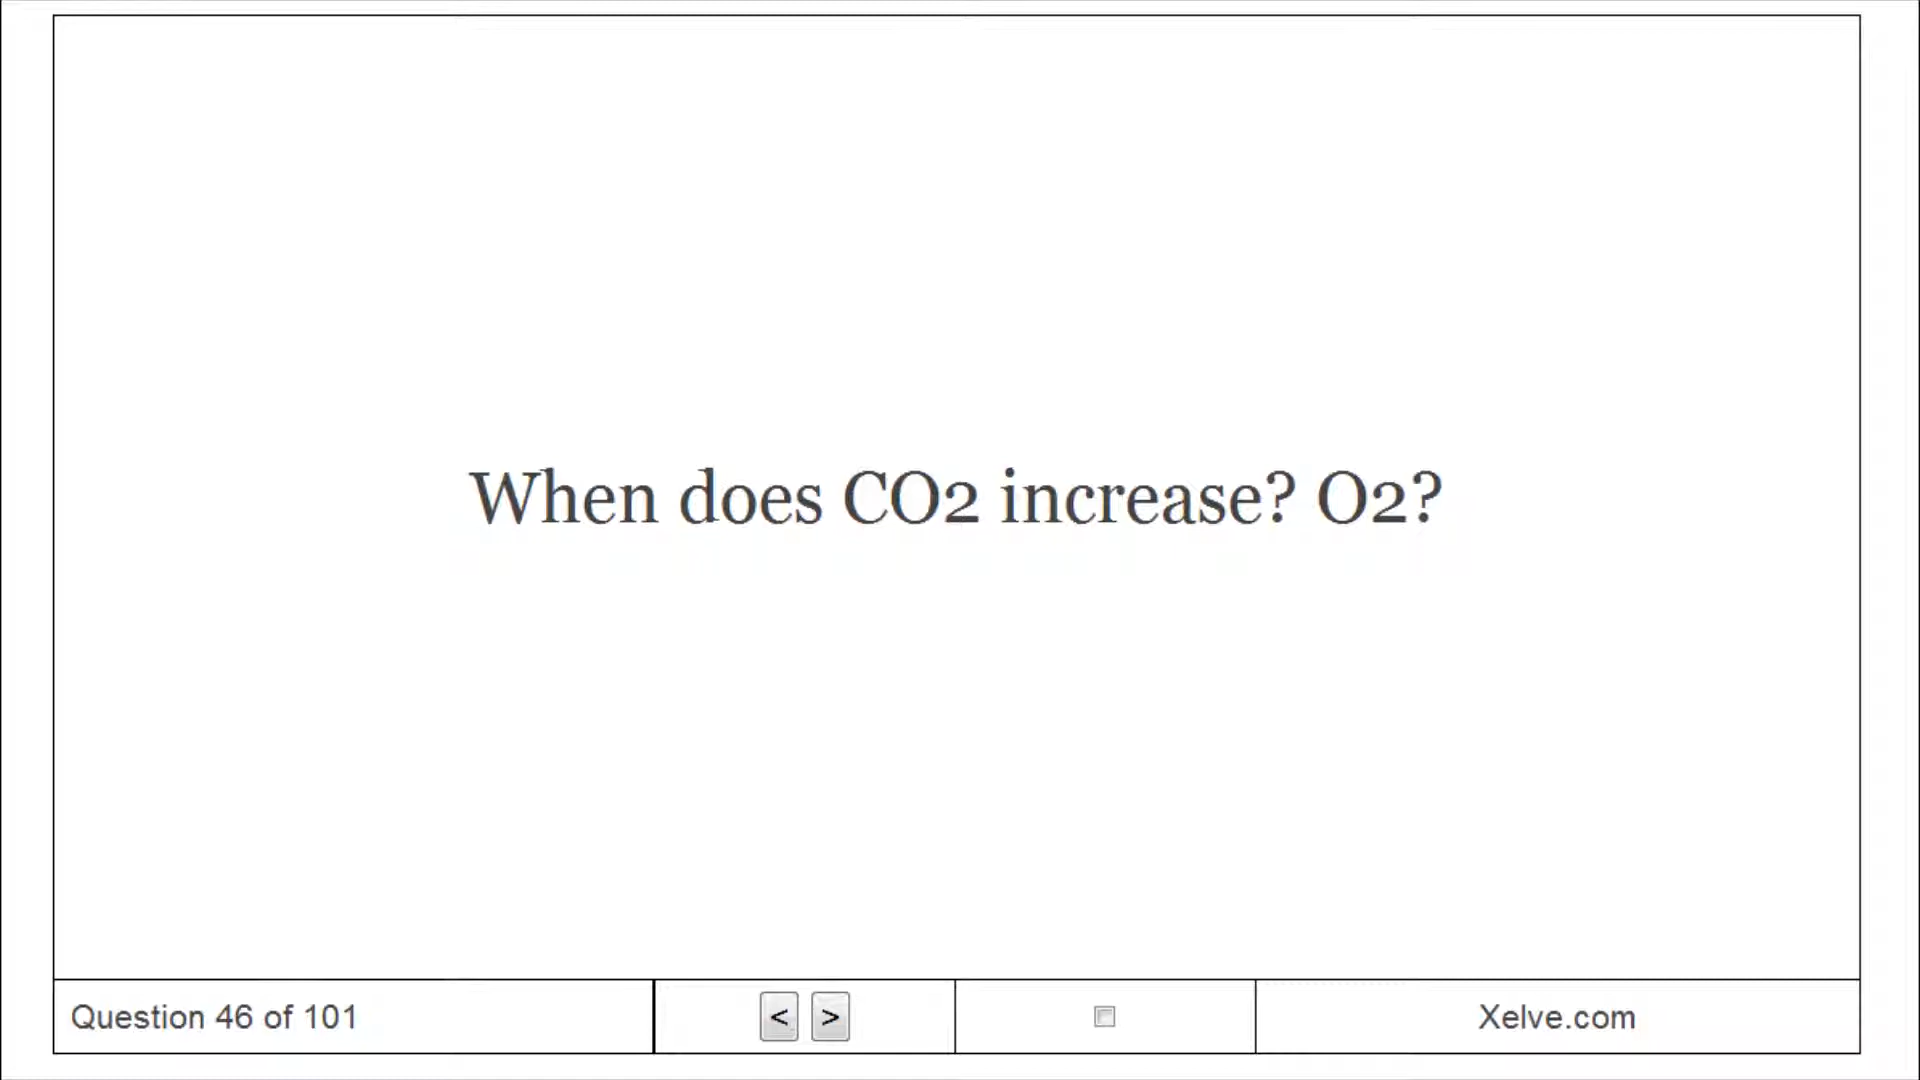 When does CO2 increase? O2?
Question 46 of 101
<
>
Xelve.com